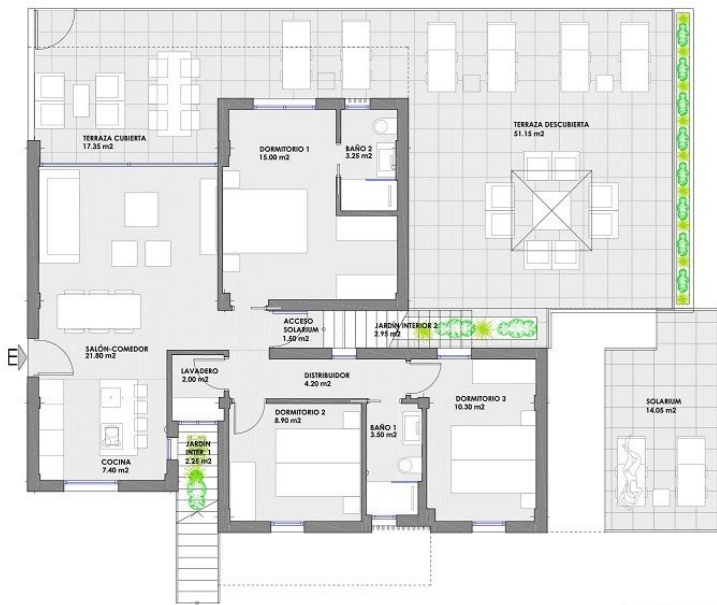 TERRAZA CUBIERTA
17.35 m2
DORMITORIO 1
15.00 m2
BAÑO 2
3.25 m2
TERRAZA DESCUBIERTA
51.15 m2
ACCESO
SOLARIUM
1.50 m2
JARDÍN INTERIOR 2
2.95 m2
E
SALÓN-COMEDOR
21.80 m2
LAVADERO
2.00 m2
DISTRIBUIDOR
4.20 m2
DORMITORIO 3
10.30 m2
SOLARIUM
14.05 m2
DORMITORIO 2
8.90 m2
BAÑO 1
3.50 m2
JARDÍN
INTER. 1
2.25 m2
COCINA
7.40 m2